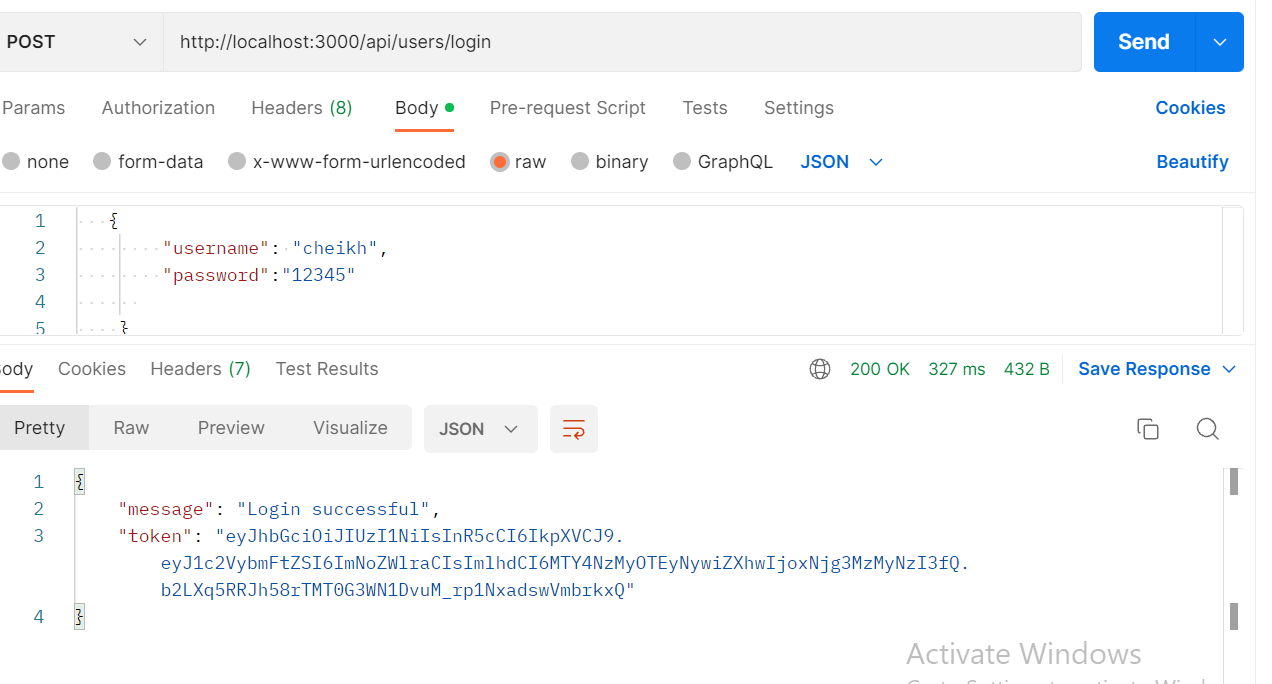 POST http://localhost:3000/api/users/login Send
Params Authorization Headers (8) Body Pre-request Script Tests Settings Cookies
none form-data x-www-form-urlencoded raw binary GraphQL JSON Beautify
1 {
2 "username": "cheikh",
3 "password":"12345"
4
5 }
ody Cookies Headers (7) Test Results 200 OK 327 ms 432 B Save Response
Pretty Raw Preview Visualize JSON
1 {
2 "message": "Login successful",
3 "token": "eyJhbGciOiJIUzI1NiIsInR5cCI6IkpXVCJ9.
eyJ1c2VybmFtZSI6ImNoZWlraCIsImlhdCI6MTY4NzMyOTEyNywiZXhwIjoxNjg3MzMyNzI3fQ.
b2LXq5RRJh58rTMT0G3WN1DvuM_rp1NxadswVmbrkxQ"
4 }
Activate Windows